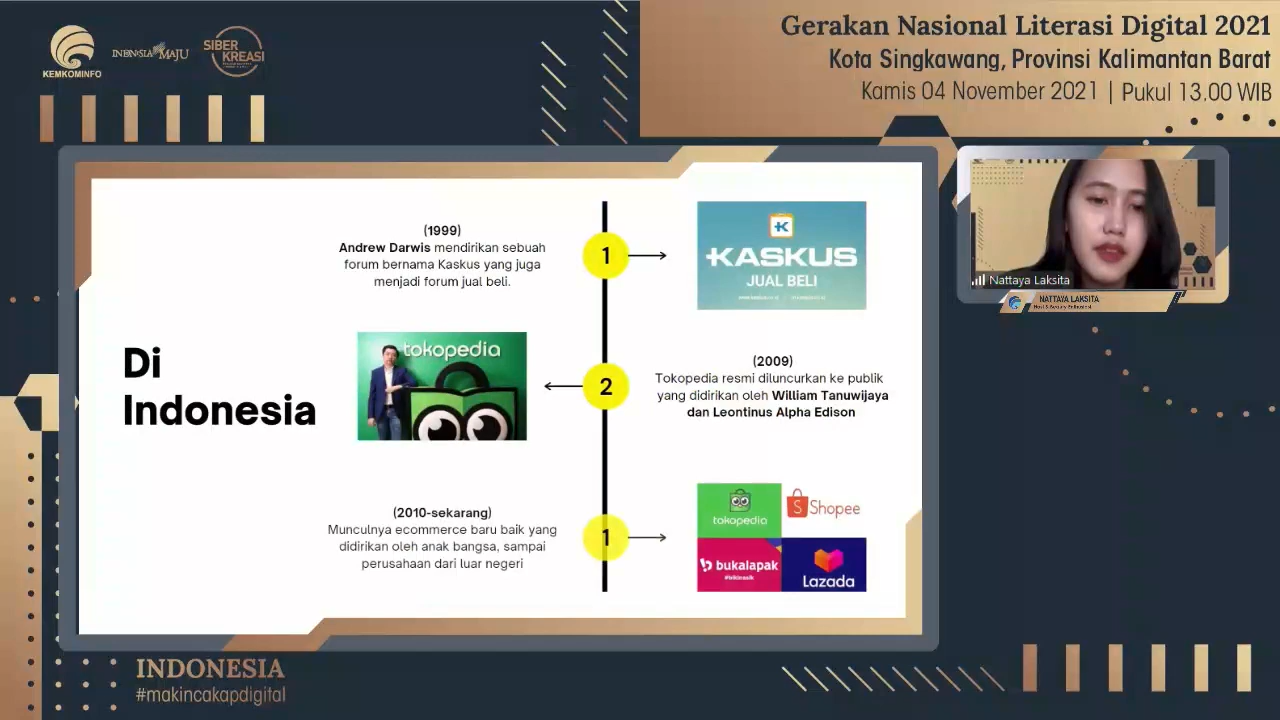 KEMKOMINFO
INDONESIA MAJU
SIBER
KREASI
Gerakan Nasional Literasi Digital 2021
Kota Singkawang, Provinsi Kalimantan Barat
Kamis 04 November 2021 | Pukul 13.00 WIB
Di
Indonesia
(1999)
Andrew Darwis mendirikan sebuah
forum bernama Kaskus yang juga
menjadi forum jual beli.
1
KASKUS
JUAL BELI
tokopedia
2
(2009)
Tokopedia resmi diluncurkan ke publik
yang didirikan oleh William Tanuwijaya
dan Leontinus Alpha Edison
(2010-sekarang)
Munculnya ecommerce baru baik yang
didirikan oleh anak bangsa, sampai
perusahaan dari luar negeri
1
tokopedia
Shopee
bukalapak
Lazada
Nattaya Laksita
NATTAYA LAKSITA
Host & Beauty Enthusiast
INDONESIA
#makincakapdigital